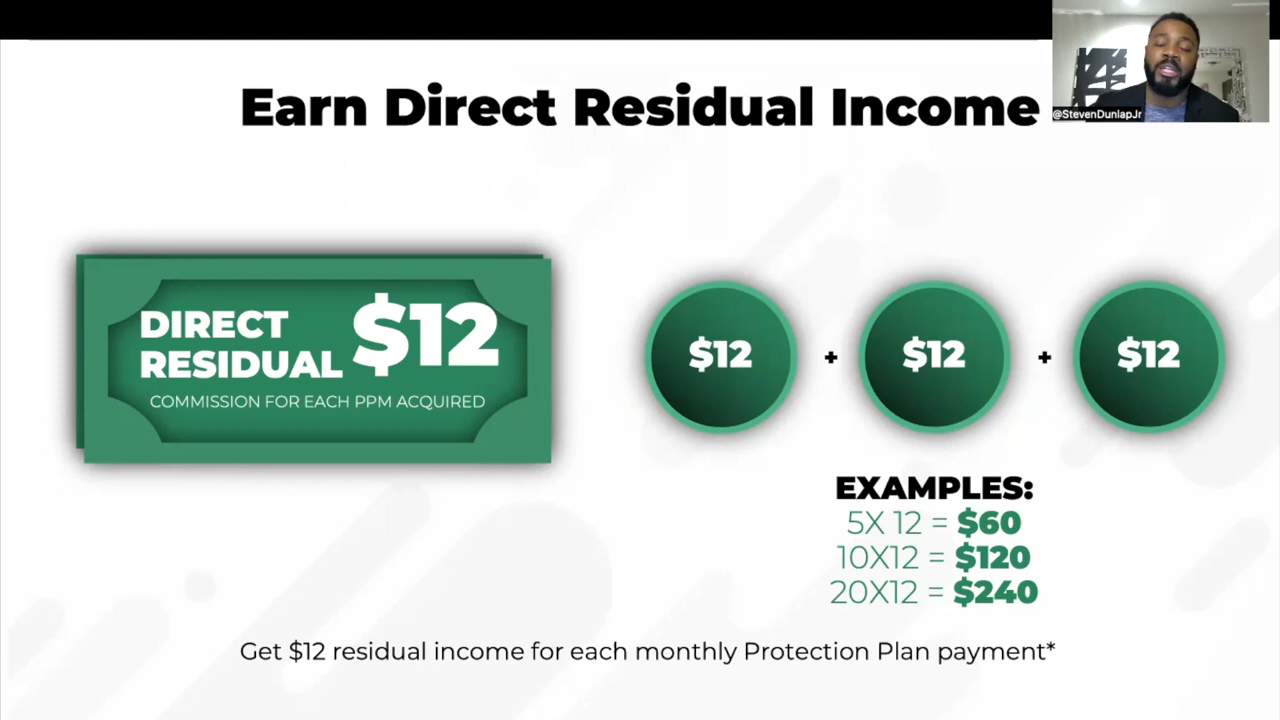 Earn Direct Residual Income
@StevenDunlapJr
DIRECT
RESIDUAL
$12
COMMISSION FOR EACH PPM ACQUIRED
$12 + $12 + $12
EXAMPLES:
5X 12 = $60
10X12 = $120
20X12 = $240
Get $12 residual income for each monthly Protection Plan payment*